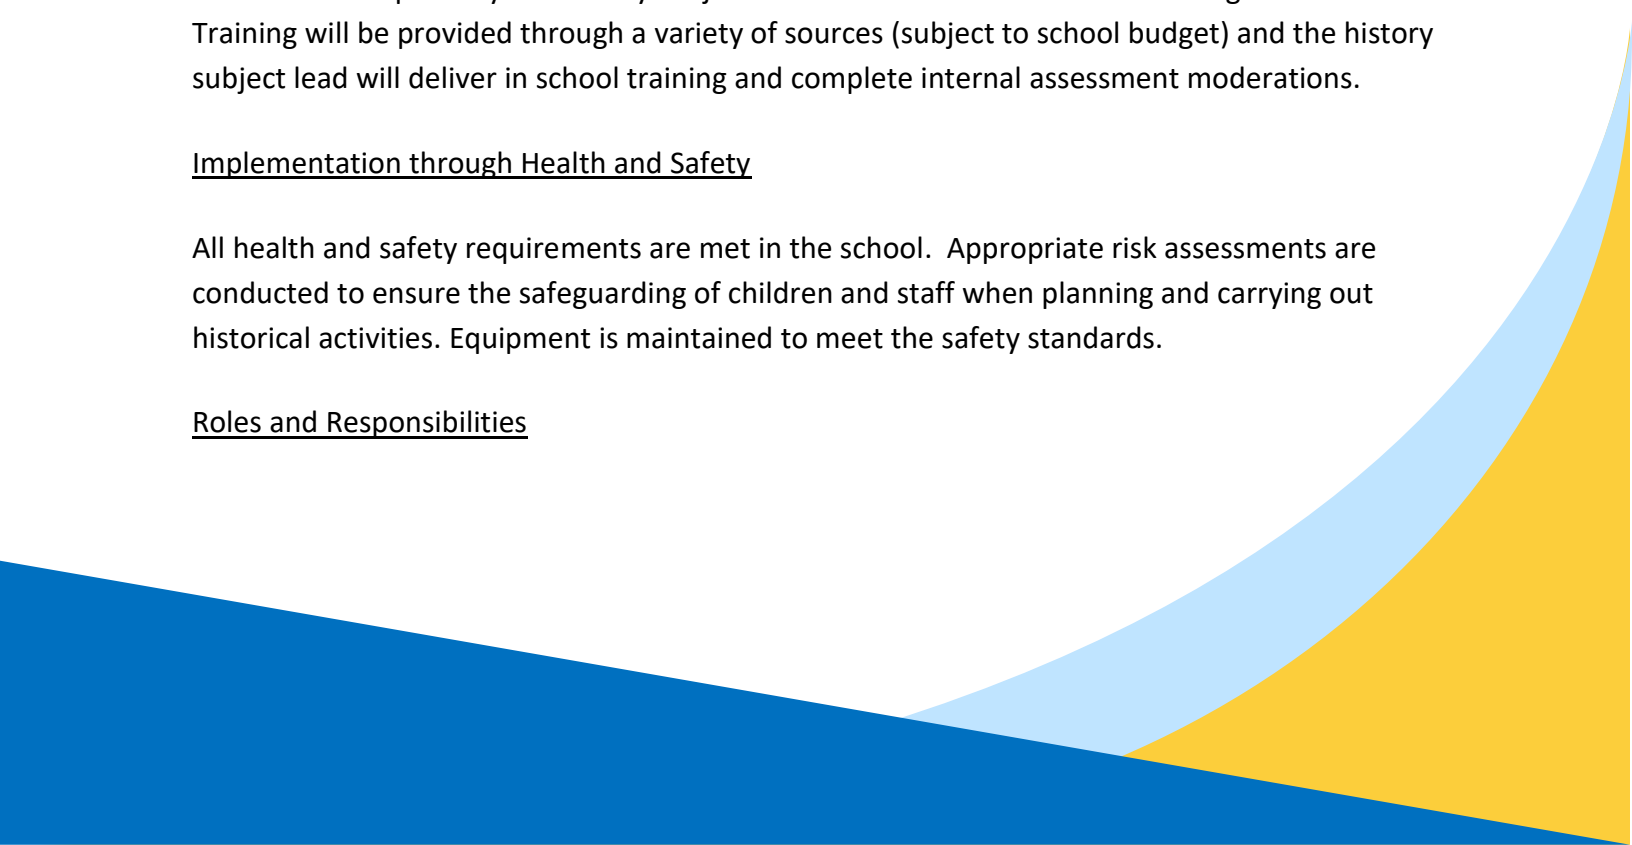 Training will be provided through a variety of sources (subject to school budget) and the history
subject lead will deliver in school training and complete internal assessment moderations.
Implementation through Health and Safety
All health and safety requirements are met in the school.  Appropriate risk assessments are
conducted to ensure the safeguarding of children and staff when planning and carrying out
historical activities. Equipment is maintained to meet the safety standards.
Roles and Responsibilities